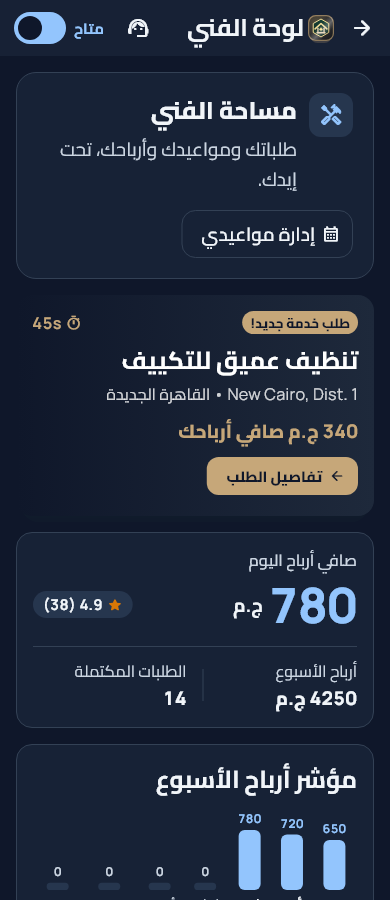 لوحة الفني
متاح
مساحة الفني
طلباتك ومواعيدك وأرباحك، تحت
إيدك.
إدارة مواعيدي
طلب خدمة جديد!
45s
تنظيف عميق للتكييف
New Cairo, Dist. 1 • القاهرة الجديدة
340 ج.م صافي أرباحك
تفاصيل الطلب
صافي أرباح اليوم
780 ج.م
4.9 (38)
أرباح الأسبوع
4250 ج.م
الطلبات المكتملة
14
مؤشر أرباح الأسبوع
650
720
780
0
0
0
0